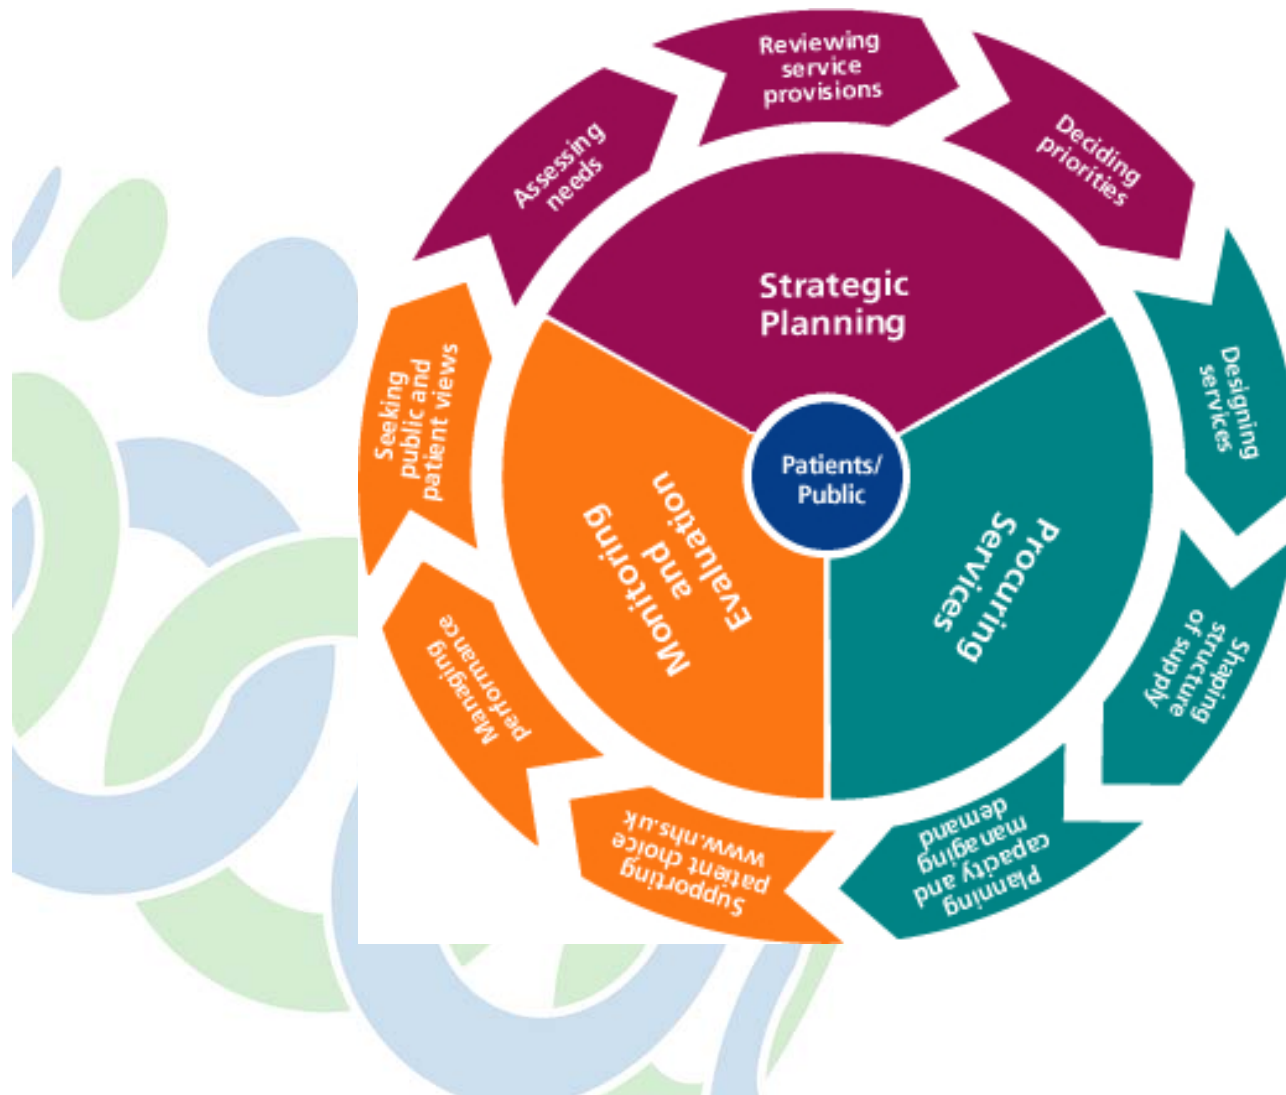 Reviewing
service
provisions
Deciding
priorities
Designing
services
Shaping
structure
of supply
Planning
capacity and
managing
demand
Supporting
patient choice
www.nhs.uk
Managing
performance
Seeking
public and
patient views
Assessing
needs
Strategic
Planning
Procuring
Services
Monitoring
and
Evaluation
Patients/
Public